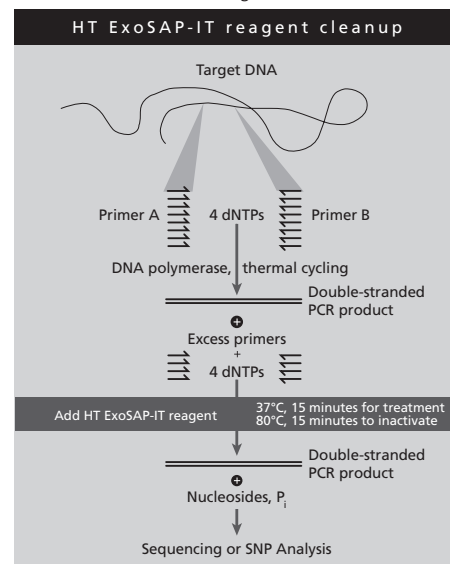 HT ExoSAP-IT reagent cleanup
Target DNA
Primer A 4 dNTPs Primer B
DNA polymerase, thermal cycling
Double-stranded
PCR product
+
Excess primers
+
4 dNTPs
Add HT ExoSAP-IT reagent
37°C, 15 minutes for treatment
80°C, 15 minutes to inactivate
Double-stranded
PCR product
+
Nucleosides, Pi
Sequencing or SNP Analysis